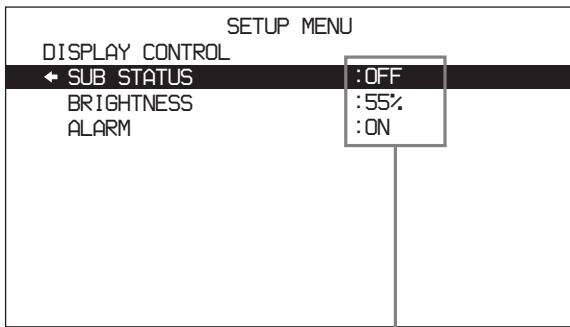 SETUP MENU
DISPLAY CONTROL
← SUB STATUS :OFF
BRIGHTNESS :55%
ALARM :ON